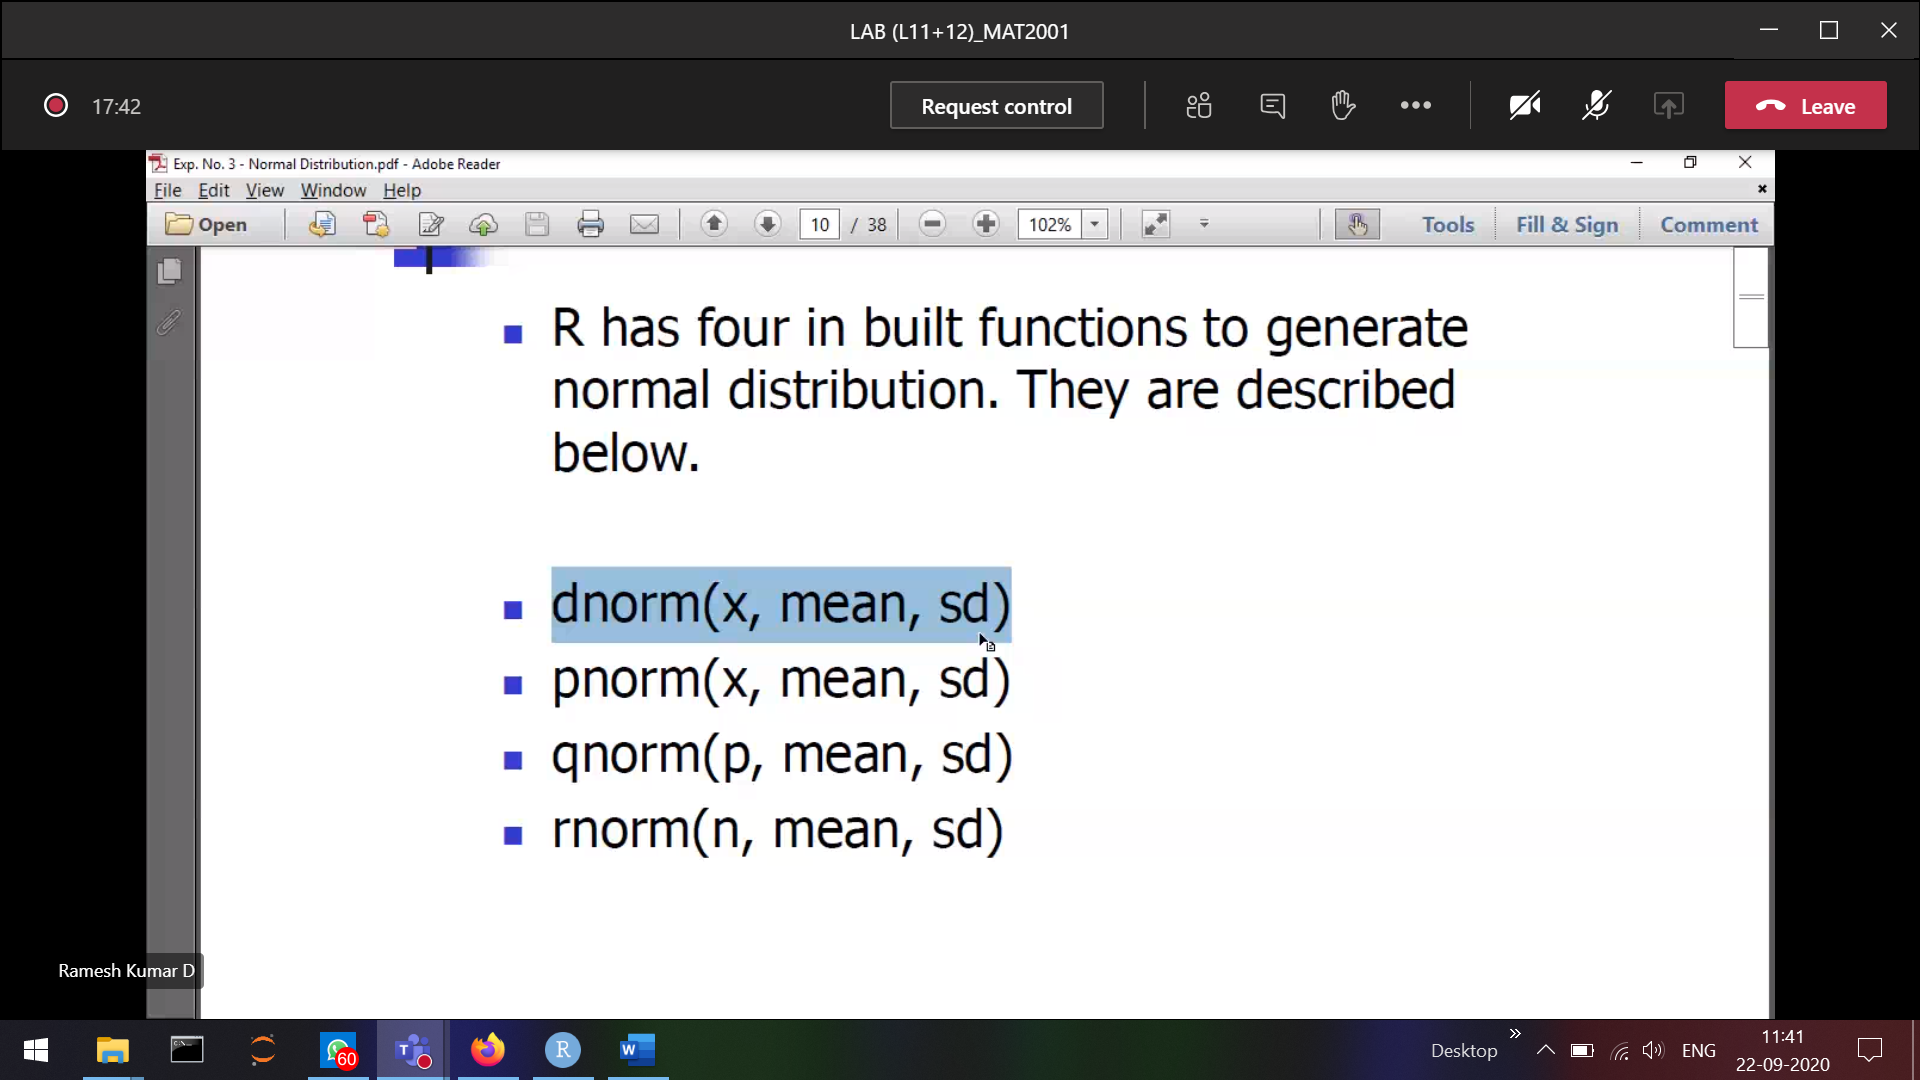 LAB (L11+12)_MAT2001
17:42
Request control
Leave
Exp. No. 3 - Normal Distribution.pdf - Adobe Reader
File Edit View Window Help
Open
10 / 38
102%
Tools
Fill & Sign
Comment
R has four in built functions to generate
normal distribution. They are described
below.
dnorm(x, mean, sd)
pnorm(x, mean, sd)
qnorm(p, mean, sd)
rnorm(n, mean, sd)
Ramesh Kumar D
60
T
R
W
Desktop
ENG
11:41
22-09-2020